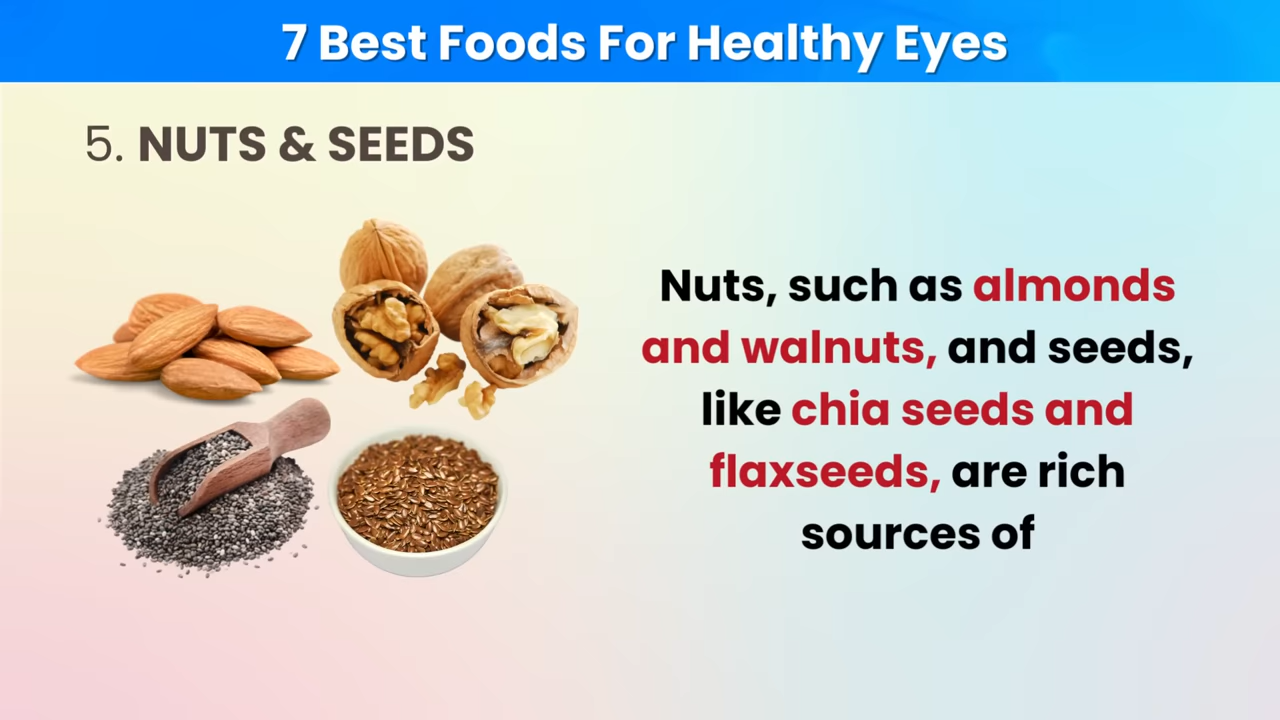 7 Best Foods For Healthy Eyes
5. NUTS & SEEDS
Nuts, such as almonds
and walnuts, and seeds,
like chia seeds and
flaxseeds, are rich
sources of